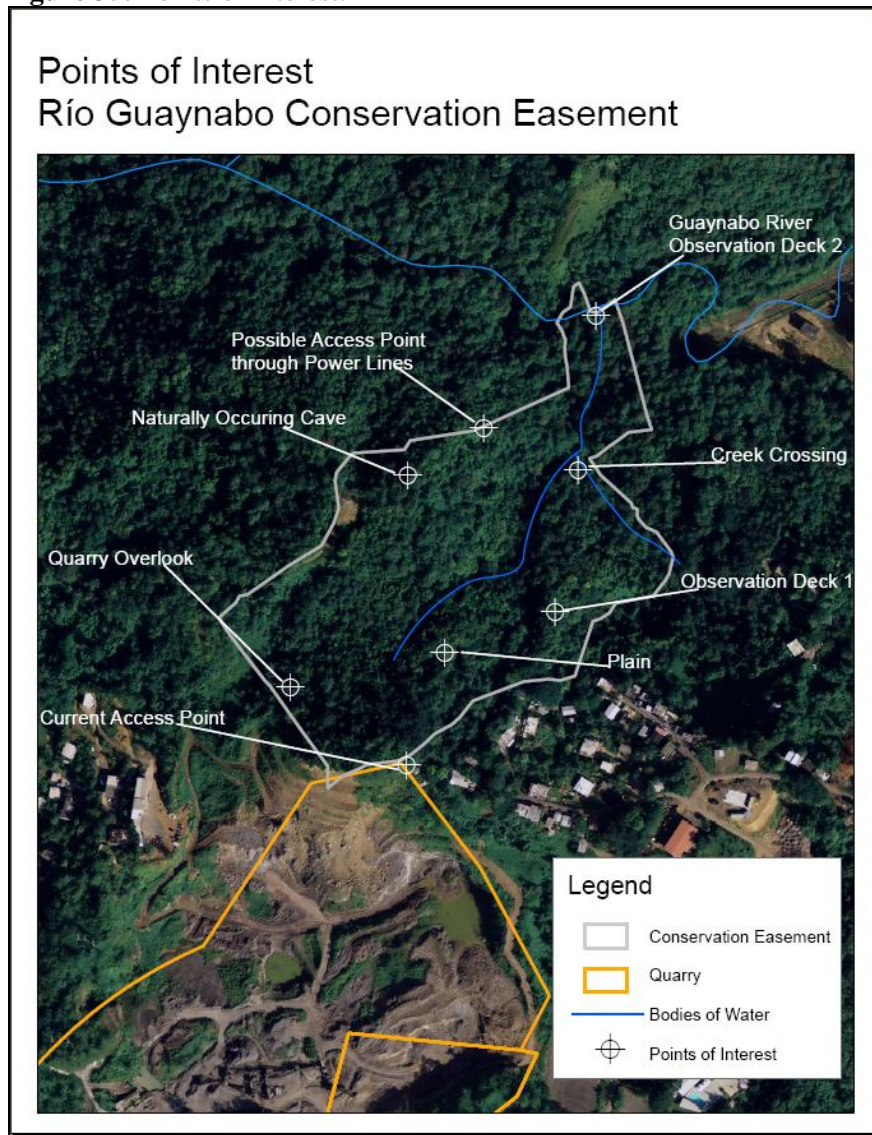 Points of Interest
Río Guaynabo Conservation Easement
Guaynabo River
Observation Deck 2
Possible Access Point
through Power Lines
Naturally Occuring Cave
Creek Crossing
Quarry Overlook
Observation Deck 1
Plain
Current Access Point
Legend
Conservation Easement
Quarry
Bodies of Water
Points of Interest